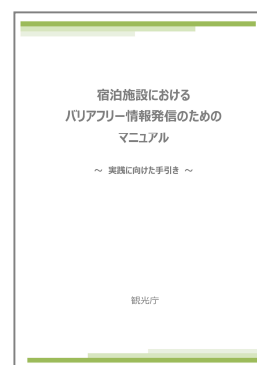 宿泊施設における
バリアフリー情報発信のための
マニュアル
～ 実践に向けた手引き ～
観光庁